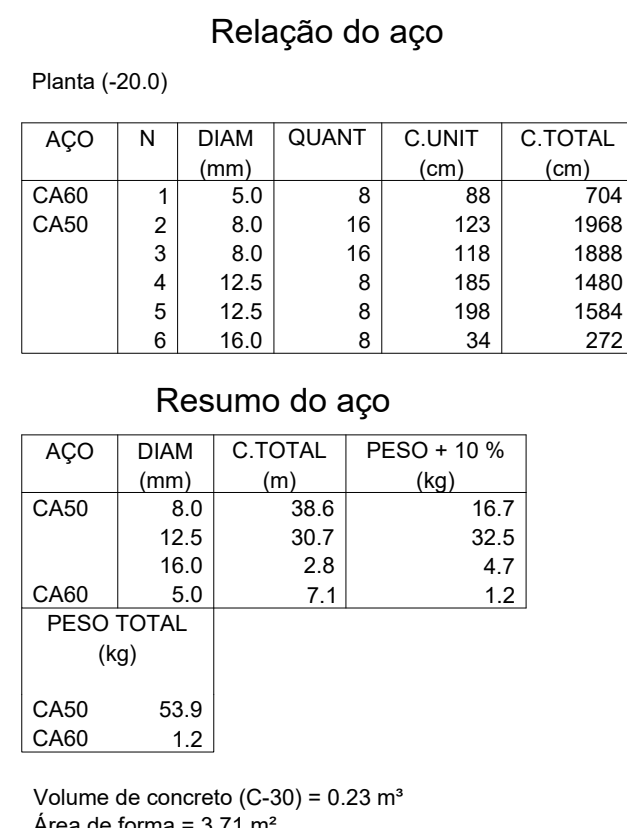 Relação do aço
Planta (-20.0)
AÇO N DIAM QUANT C.UNIT C.TOTAL
(mm) (cm) (cm)
CA60 1 5.0 8 88 704
CA50 2 8.0 16 123 1968
3 8.0 16 118 1888
4 12.5 8 185 1480
5 12.5 8 198 1584
6 16.0 8 34 272
Resumo do aço
AÇO DIAM C.TOTAL PESO + 10 %
(mm) (m) (kg)
CA50 8.0 38.6 16.7
12.5 30.7 32.5
16.0 2.8 4.7
CA60 5.0 7.1 1.2
PESO TOTAL
(kg)
CA50 53.9
CA60 1.2
Volume de concreto (C-30) = 0.23 m³
Área de forma = 3.71 m²